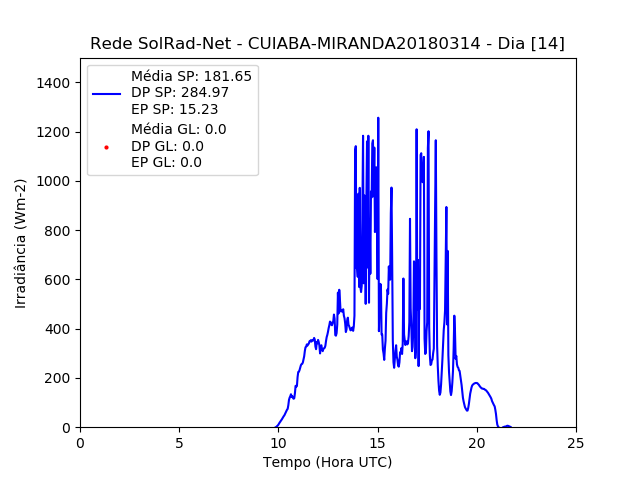 Rede SolRad-Net - CUIABA-MIRANDA20180314 - Dia [14]
Média SP: 181.65
DP SP: 284.97
EP SP: 15.23
Média GL: 0.0
DP GL: 0.0
EP GL: 0.0
Irradiância (Wm-2)
1400
1200
1000
800
600
400
200
0
0 5 10 15 20 25
Tempo (Hora UTC)